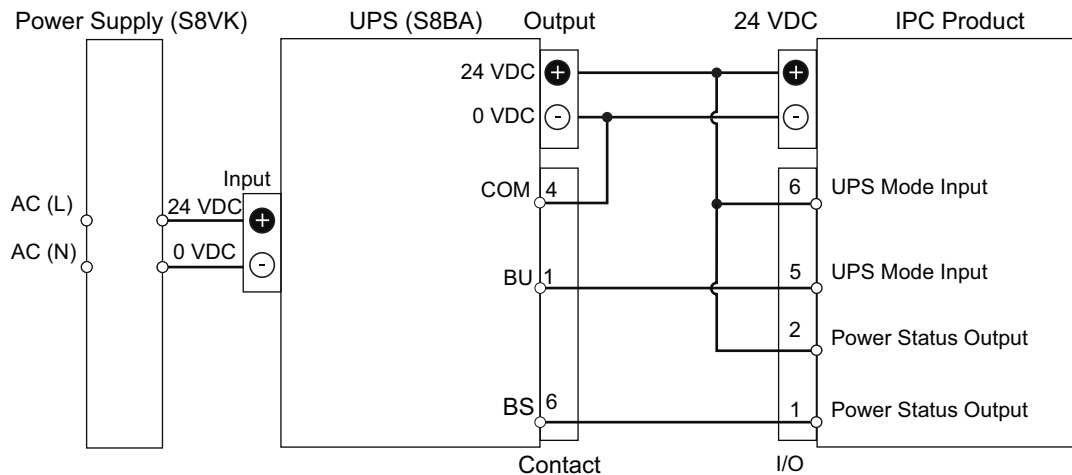 Power Supply (S8VK)
UPS (S8BA)
Output
24 VDC
IPC Product
24 VDC
+
+
0 VDC
-
-
Input
COM
4
6
UPS Mode Input
AC (L)
24 VDC
+
AC (N)
0 VDC
-
BU
1
5
UPS Mode Input
2
Power Status Output
BS
6
1
Power Status Output
Contact
I/O